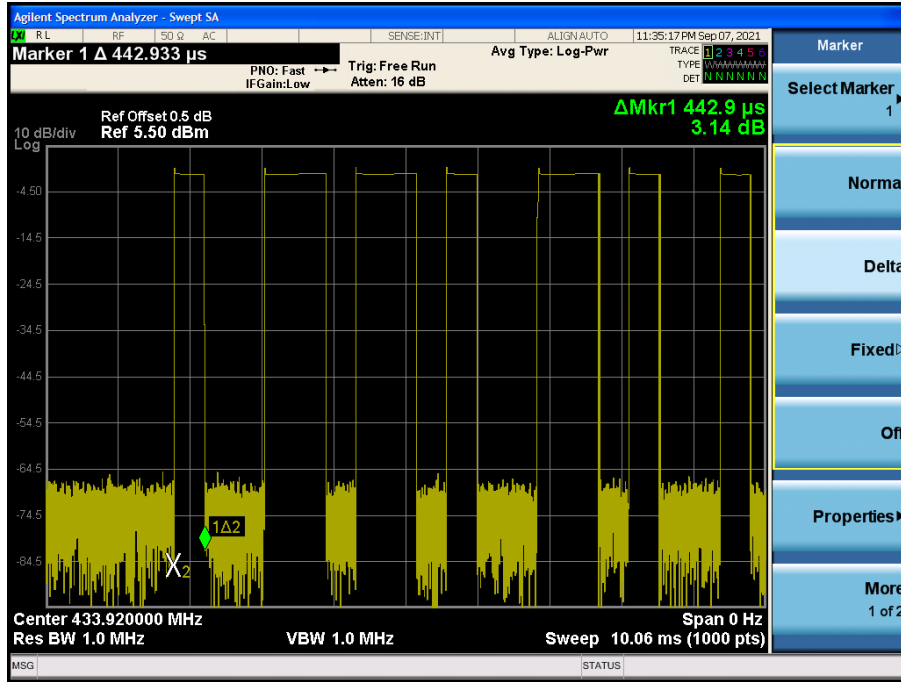 Agilent Spectrum Analyzer - Swept SA
LXI RL RF 50 Ω AC SENSE:INT ALIGN AUTO 11:35:17 PM Sep 07, 2021
Marker 1 Δ 442.933 µs
PNO: Fast
IFGain:Low
Trig: Free Run
Atten: 16 dB
Avg Type: Log-Pwr
TRACE 1 2 3 4 5 6
TYPE
DET N N N N N N
ΔMkr1 442.9 µs
3.14 dB
Ref Offset 0.5 dB
10 dB/div Ref 5.50 dBm
Log
-4.50
-14.5
-24.5
-34.5
-44.5
-54.5
-64.5
-74.5
-84.5
1Δ2
X2
Center 433.920000 MHz Span 0 Hz
Res BW 1.0 MHz VBW 1.0 MHz Sweep 10.06 ms (1000 pts)
MSG STATUS
Marker
Select Marker
1
Norma
Delta
Fixed
Off
Properties
More
1 of 2